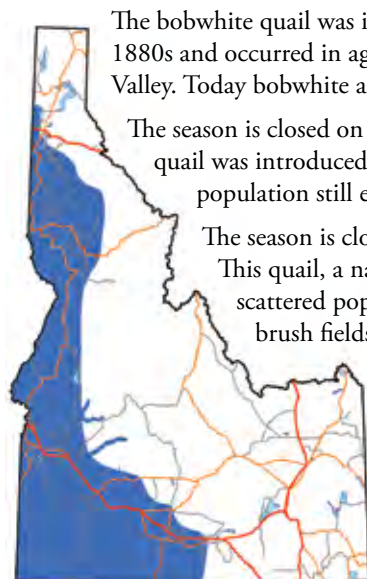 The bobwhite quail was i
1880s and occurred in ag
Valley. Today bobwhite a
The season is closed on
quail was introduced
population still e
The season is clo
This quail, a na
scattered pop
brush fields